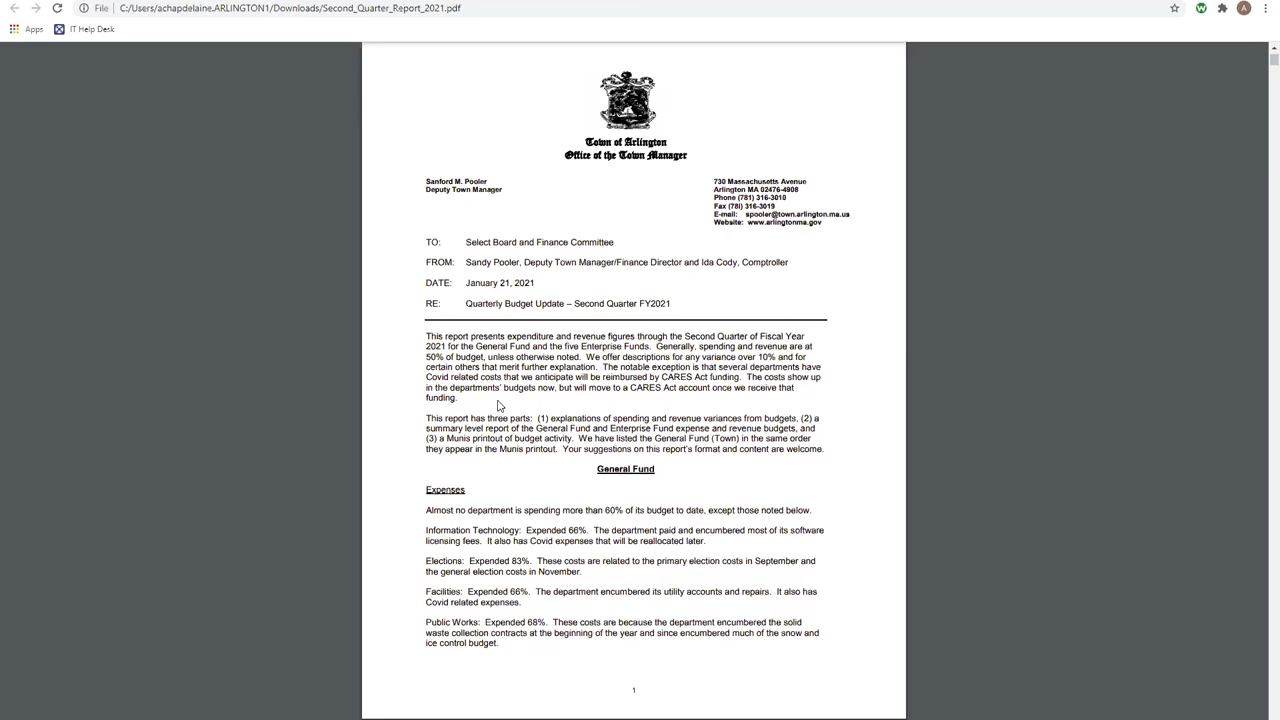 File
C:/Users/achapdelaine.ARLINGTON1/Downloads/Second_Quarter_Report_2021.pdf
W
A
Apps
IT Help Desk
Town of Arlington
Office of the Town Manager
Sanford M. Pooler
Deputy Town Manager
730 Massachusetts Avenue
Arlington MA 02476-4908
Phone (781) 316-3010
Fax (781) 316-3019
E-mail: spooler@town.arlington.ma.us
Website: www.arlingtonma.gov
TO: Select Board and Finance Committee
FROM: Sandy Pooler, Deputy Town Manager/Finance Director and Ida Cody, Comptroller
DATE: January 21, 2021
RE: Quarterly Budget Update – Second Quarter FY2021
This report presents expenditure and revenue figures through the Second Quarter of Fiscal Year
2021 for the General Fund and the five Enterprise Funds. Generally, spending and revenue are at
50% of budget, unless otherwise noted. We offer descriptions for any variance over 10% and for
certain others that merit further explanation. The notable exception is that several departments have
Covid related costs that we anticipate will be reimbursed by CARES Act funding. The costs show up
in the departments' budgets now, but will move to a CARES Act account once we receive that
funding.
This report has three parts: (1) explanations of spending and revenue variances from budgets, (2) a
summary level report of the General Fund and Enterprise Fund expense and revenue budgets, and
(3) a Munis printout of budget activity. We have listed the General Fund (Town) in the same order
they appear in the Munis printout. Your suggestions on this report's format and content are welcome.
General Fund
Expenses
Almost no department is spending more than 60% of its budget to date, except those noted below.
Information Technology: Expended 66%. The department paid and encumbered most of its software
licensing fees. It also has Covid expenses that will be reallocated later.
Elections: Expended 83%. These costs are related to the primary election costs in September and
the general election costs in November.
Facilities: Expended 66%. The department encumbered its utility accounts and repairs. It also has
Covid related expenses.
Public Works: Expended 68%. These costs are because the department encumbered the solid
waste collection contracts at the beginning of the year and since encumbered much of the snow and
ice control budget.
1